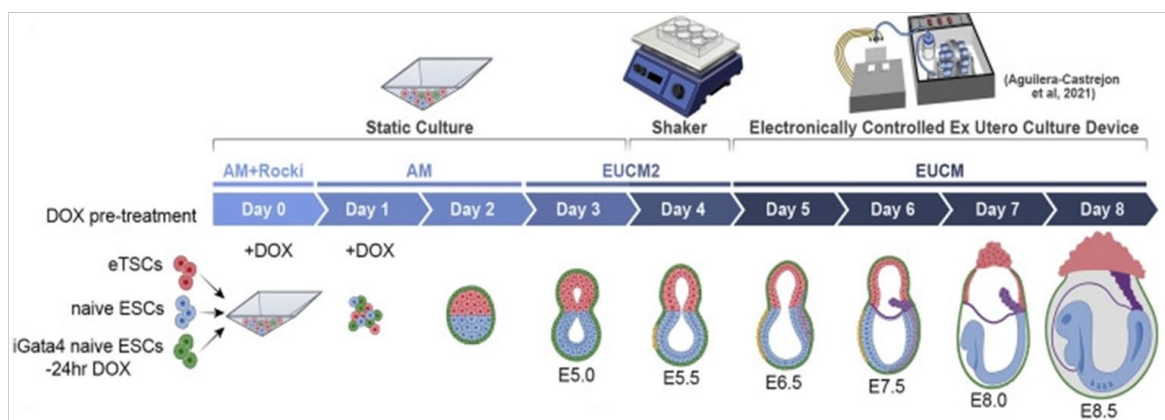 (Aguilera-Castrejon
et al, 2021)
Static Culture
Shaker
Electronically Controlled Ex Utero Culture Device
AM+Rocki
AM
EUCM2
EUCM
DOX pre-treatment
Day 0
Day 1
Day 2
Day 3
Day 4
Day 5
Day 6
Day 7
Day 8
+DOX
+DOX
eTSCs
naive ESCs
iGata4 naive ESCs
-24hr DOX
E5.0
E5.5
E6.5
E7.5
E8.0
E8.5